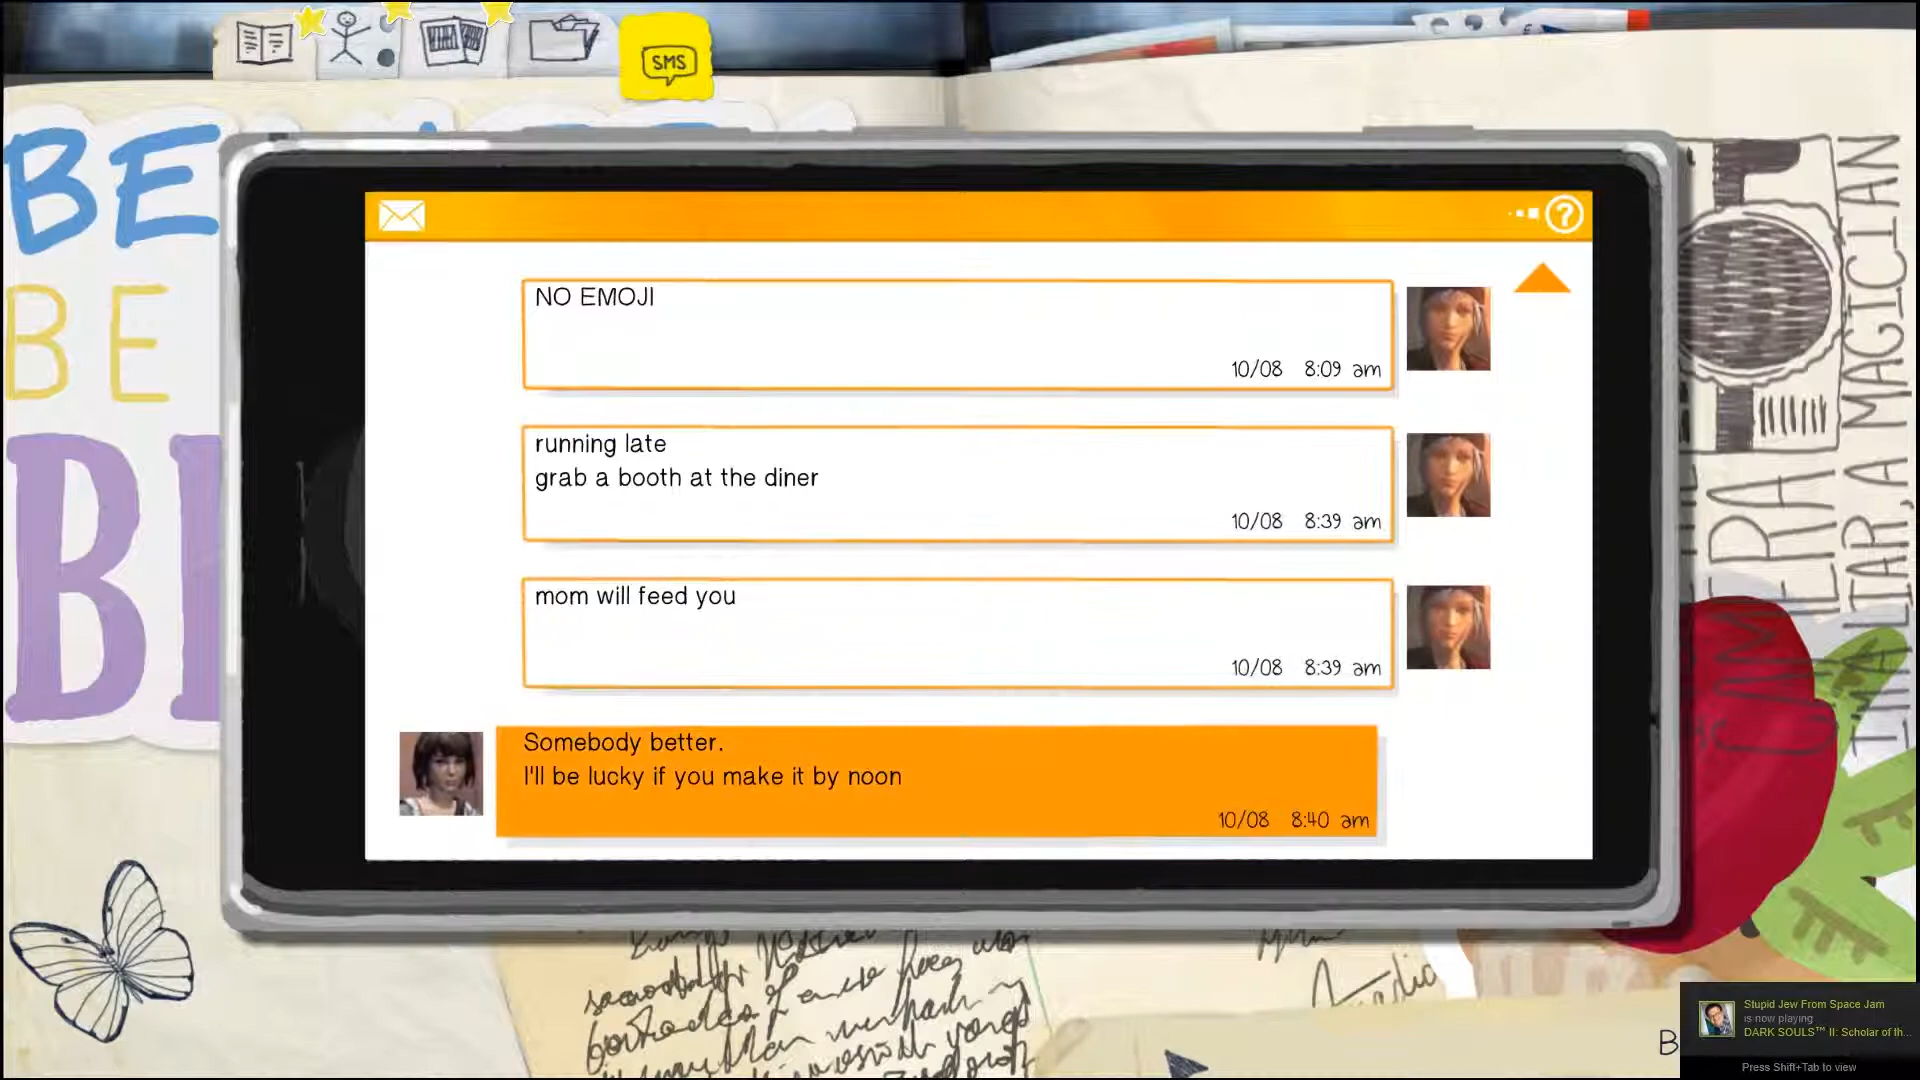 SMS
BE
BE
NO EMOJI
10/08 8:09 am
running late
grab a booth at the diner
10/08 8:39 am
mom will feed you
10/08 8:39 am
Somebody better.
I'll be lucky if you make it by noon
10/08 8:40 am
CAMERA
A MAGICIAN
Stupid Jew From Space Jam
is now playing
DARK SOULS™ II: Scholar of th...
Press Shift+Tab to view